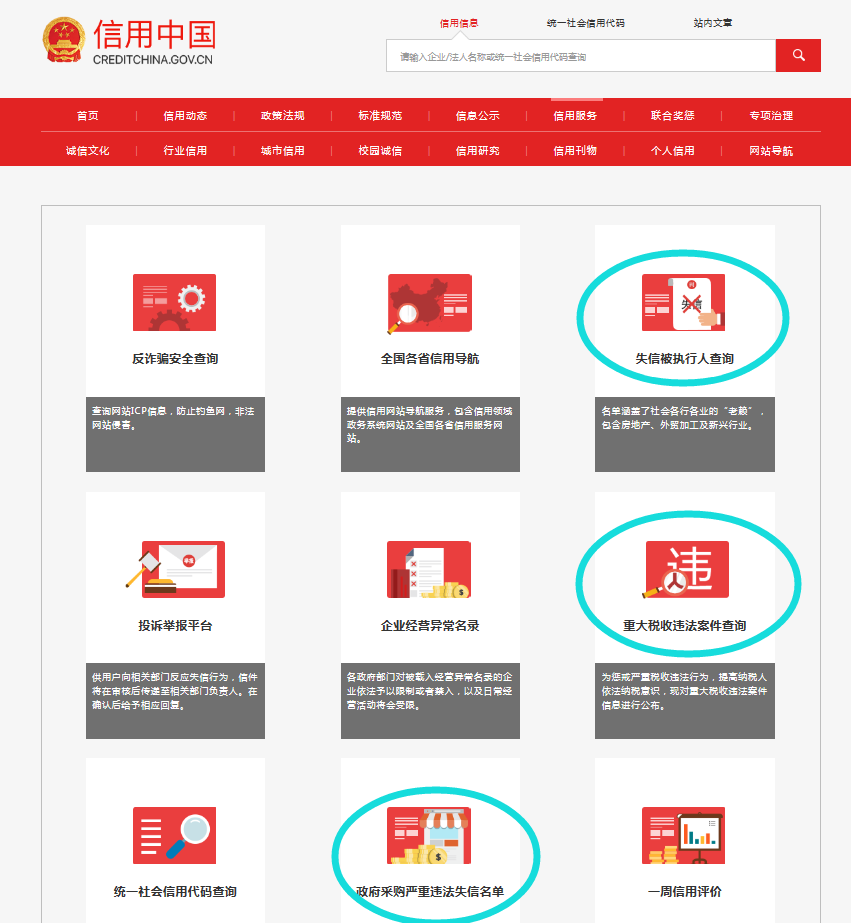 信用中国
CREDITCHINA.GOV.CN
信用信息 统一社会信用代码 站内文章
请输入企业/法人名称或统一社会信用代码查询
首页 | 信用动态 | 政策法规 | 标准规范 | 信息公示 | 信用服务 | 联合奖惩 | 专项治理
诚信文化 | 行业信用 | 城市信用 | 校园诚信 | 信用研究 | 信用刊物 | 个人信用 | 网站导航
失信
反诈骗安全查询
全国各省信用导航
失信被执行人查询
查询网站ICP信息，防止钓鱼网，非法
网站侵害。
提供信用网站导航服务，包含信用领域
政务系统网站及全国各省信用服务网
站。
名单涵盖了社会各行各业的“老赖”，
包含房地产、外贸加工及新兴行业。
举报
$
违
投诉举报平台
企业经营异常名录
重大税收违法案件查询
供用户向相关部门反应失信行为，信件
将在审核后传递至相关部门负责人。在
确认后给予相应回复。
各政府部门对被载入经营异常名录的企
业依法予以限制或者禁入，以及日常经
营活动将会受限。
为惩戒严重税收违法行为，提高纳税人
依法纳税意识，现对重大税收违法案件
信息进行公布。
$
统一社会信用代码查询
政府采购严重违法失信名单
一周信用评价